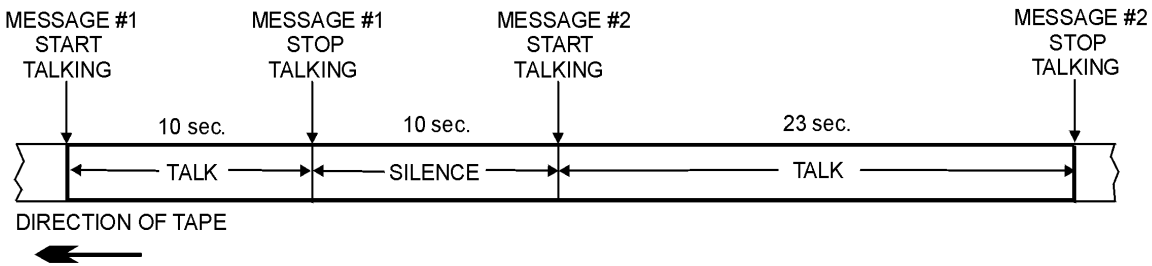 MESSAGE #1
START
TALKING
MESSAGE #1
STOP
TALKING
MESSAGE #2
START
TALKING
MESSAGE #2
STOP
TALKING
10 sec.
10 sec.
23 sec.
TALK
SILENCE
TALK
DIRECTION OF TAPE